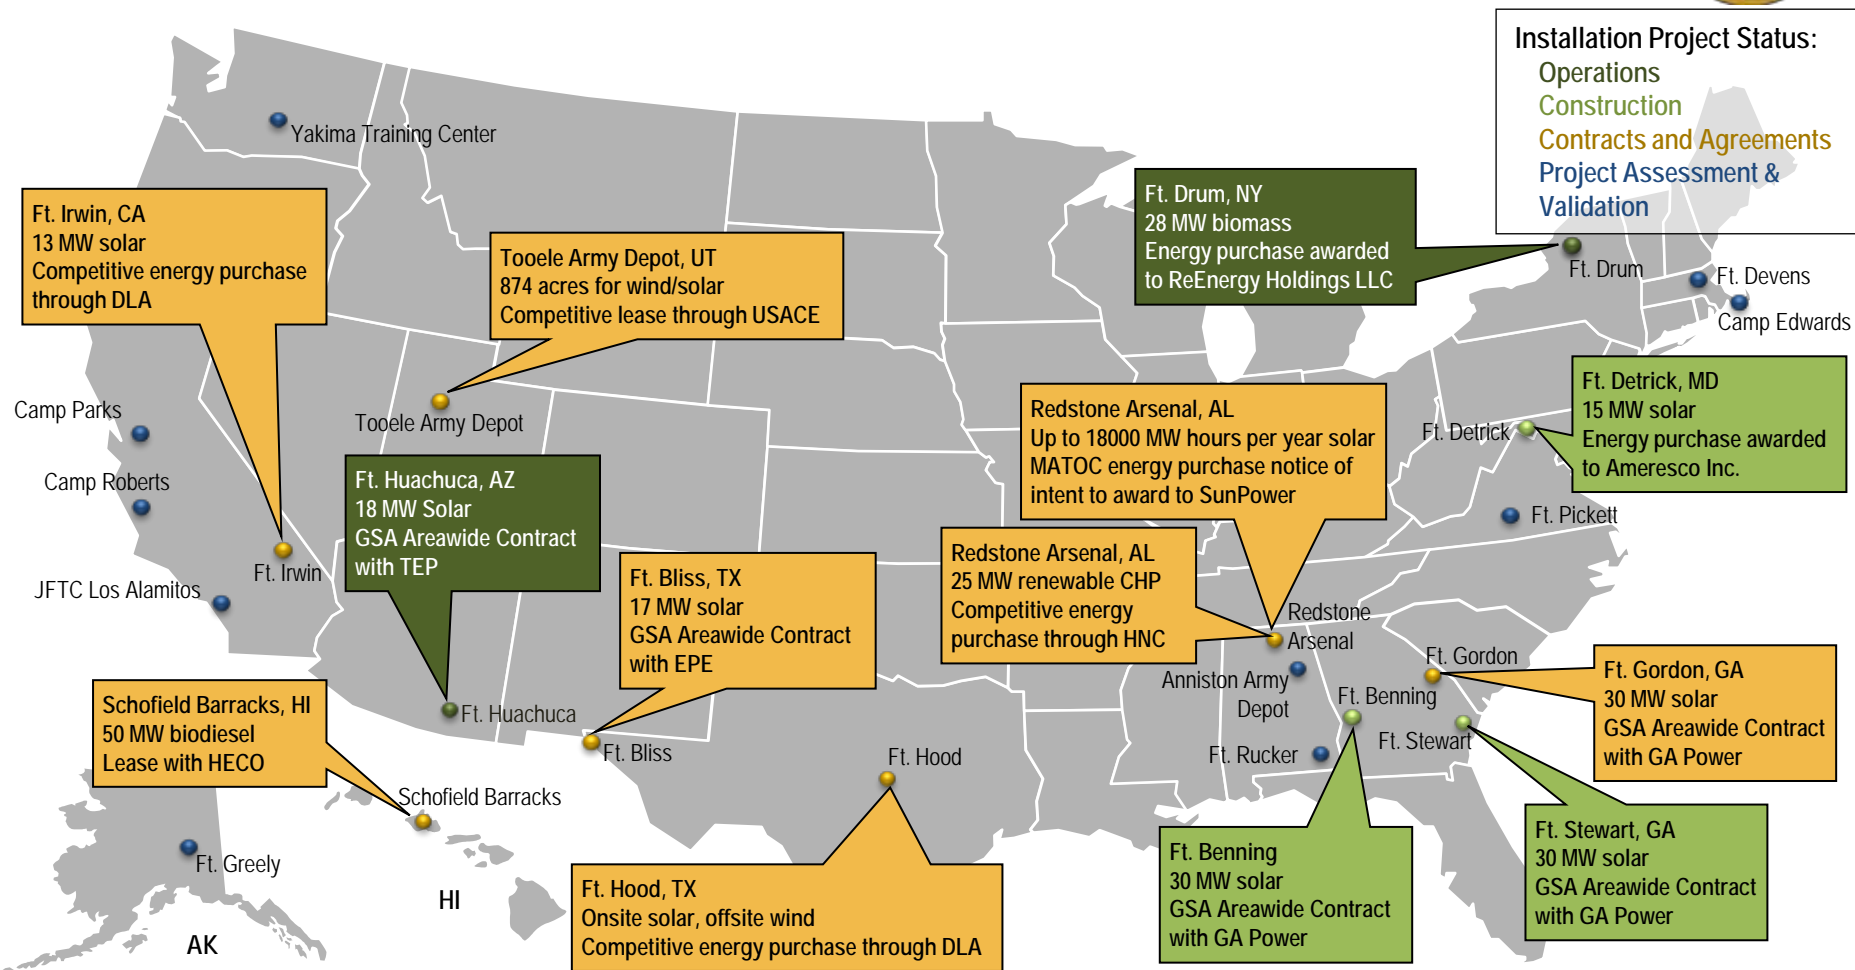 Installation Project Status:
Operations
Construction
Contracts and Agreements
Project Assessment &
Validation
Yakima Training Center
Ft. Irwin, CA
13 MW solar
Competitive energy purchase
through DLA
Tooele Army Depot, UT
874 acres for wind/solar
Competitive lease through USACE
Ft. Drum, NY
28 MW biomass
Energy purchase awarded
to ReEnergy Holdings LLC
Ft. Drum
Ft. Devens
Camp Edwards
Ft. Detrick, MD
15 MW solar
Energy purchase awarded
to Ameresco Inc.
Ft. Detrick
Camp Parks
Tooele Army Depot
Redstone Arsenal, AL
Up to 18000 MW hours per year solar
MATOC energy purchase notice of
intent to award to SunPower
Camp Roberts
Ft. Huachuca, AZ
18 MW Solar
GSA Areawide Contract
with TEP
Ft. Pickett
Ft. Irwin
JFTC Los Alamitos
Ft. Bliss, TX
17 MW solar
GSA Areawide Contract
with EPE
Redstone Arsenal, AL
25 MW renewable CHP
Competitive energy
purchase through HNC
Redstone
Arsenal
Ft. Gordon
Ft. Gordon, GA
30 MW solar
GSA Areawide Contract
with GA Power
Anniston Army
Depot
Ft. Benning
Ft. Stewart
Ft. Rucker
Schofield Barracks, HI
50 MW biodiesel
Lease with HECO
Ft. Huachuca
Ft. Bliss
Ft. Hood
Schofield Barracks
Ft. Greely
HI
AK
Ft. Hood, TX
Onsite solar, offsite wind
Competitive energy purchase through DLA
Ft. Benning
30 MW solar
GSA Areawide Contract
with GA Power
Ft. Stewart, GA
30 MW solar
GSA Areawide Contract
with GA Power